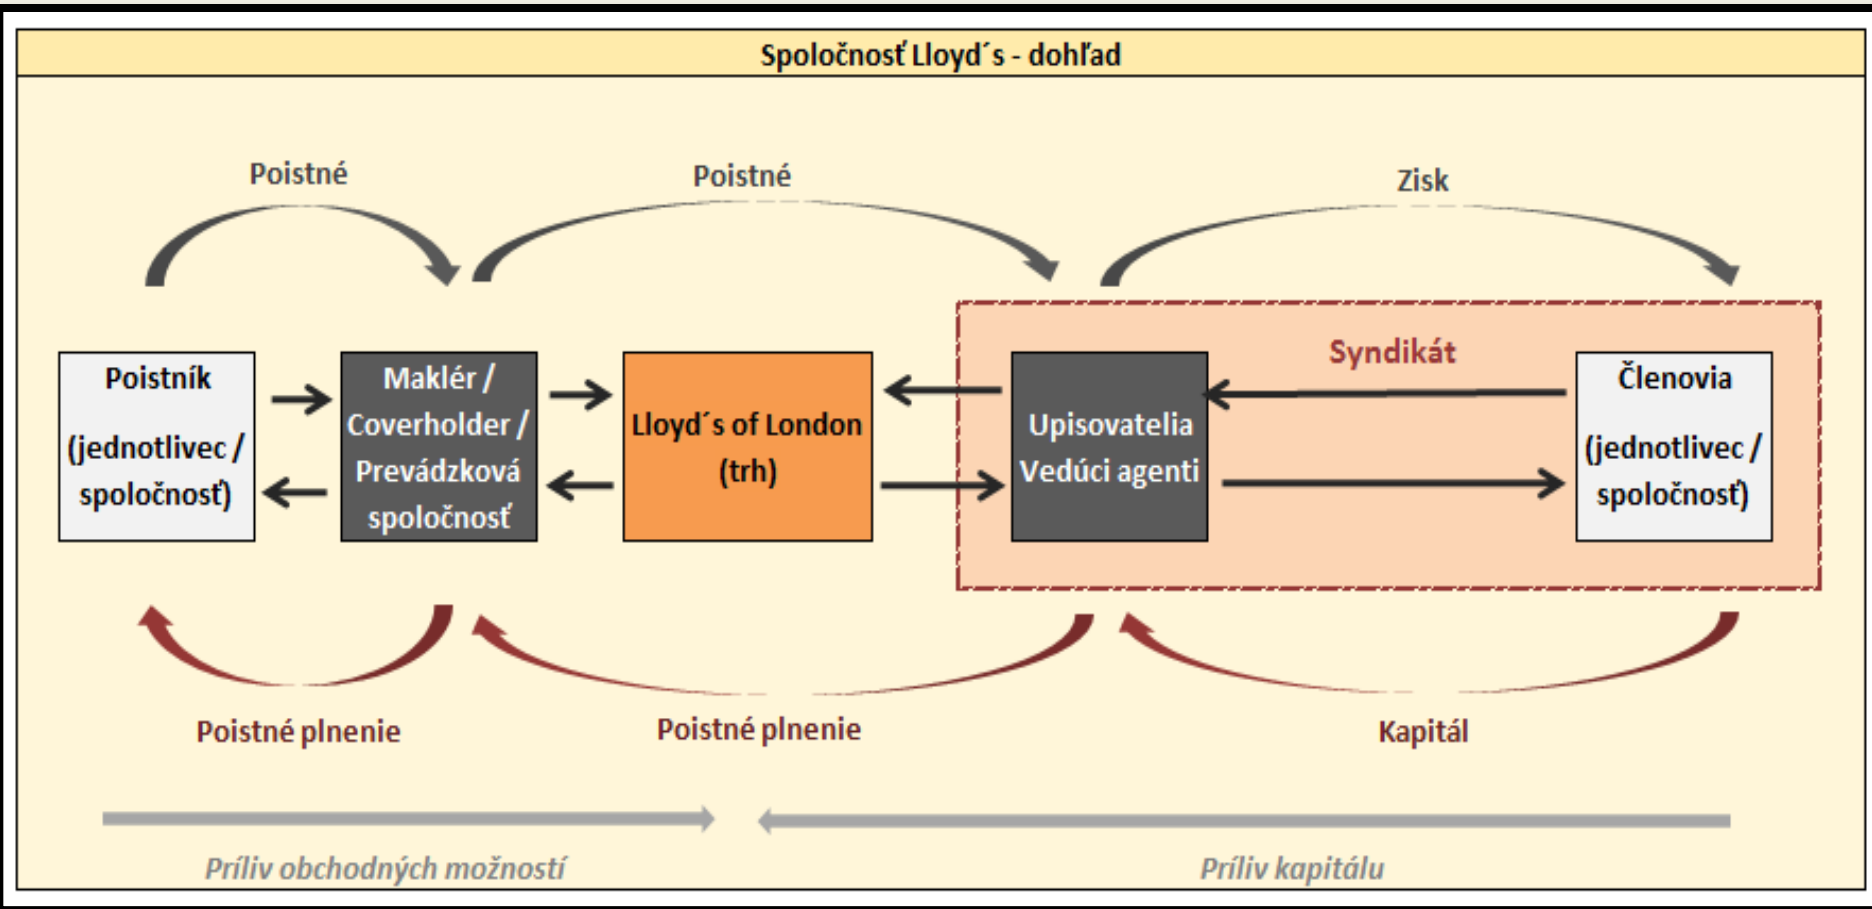 Spoločnosť Lloyd´s - dohľad
Poistné
Poistné
Zisk
Syndikát
Poistník
(jednotlivec /
spoločnosť)
Maklér /
Coverholder /
Prevádzková
spoločnosť
Lloyd´s of London
(trh)
Upisovatelia
Vedúci agenti
Členovia
(jednotlivec /
spoločnosť)
Poistné plnenie
Poistné plnenie
Kapitál
Príliv obchodných možností
Príliv kapitálu